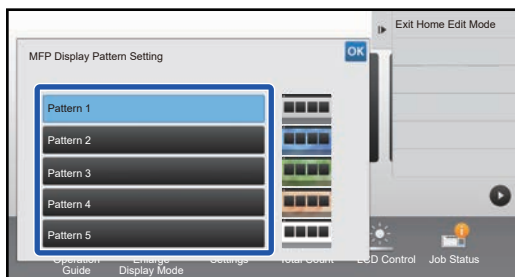 Exit Home Edit Mode
OK
MFP Display Pattern Setting
Pattern 1
Pattern 2
Pattern 3
Pattern 4
Pattern 5
Operation Guide
Enlarge Display Mode
Settings
Total Count
LCD Control
Job Status